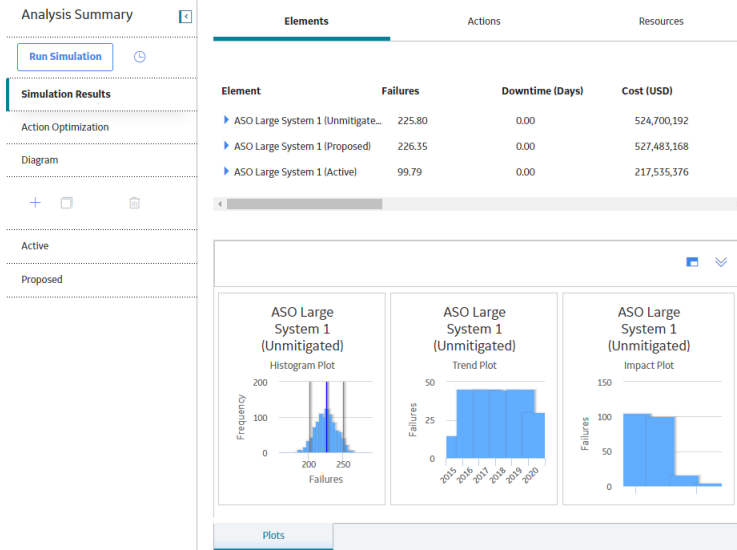 Analysis Summary
Run Simulation
Simulation Results
Action Optimization
Diagram
Active
Proposed
Elements Actions Resources
Element Failures Downtime (Days) Cost (USD)
ASO Large System 1 (Unmitigate... 225.80 0.00 524,700,192
ASO Large System 1 (Proposed) 226.35 0.00 527,483,168
ASO Large System 1 (Active) 99.79 0.00 217,535,376
ASO Large
System 1
(Unmitigated)
Histogram Plot
200
100
0
Frequency
200 250
Failures
ASO Large
System 1
(Unmitigated)
Trend Plot
50
25
0
Failures
2015 2016 2017 2018 2019 2020
ASO Large
System 1
(Unmitigated)
Impact Plot
150
100
50
0
Failures
Plots